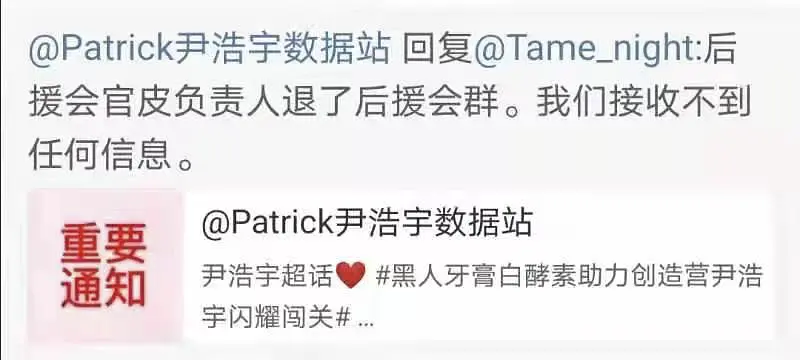 @Patrick尹浩宇数据站 回复@Tame_night:后
援会官皮负责人退了后援会群。我们接收不到
任何信息。
重要
通知
@Patrick尹浩宇数据站
尹浩宇超话❤️ #黑人牙膏白酵素助力创造营尹浩
宇闪耀闯关# ...